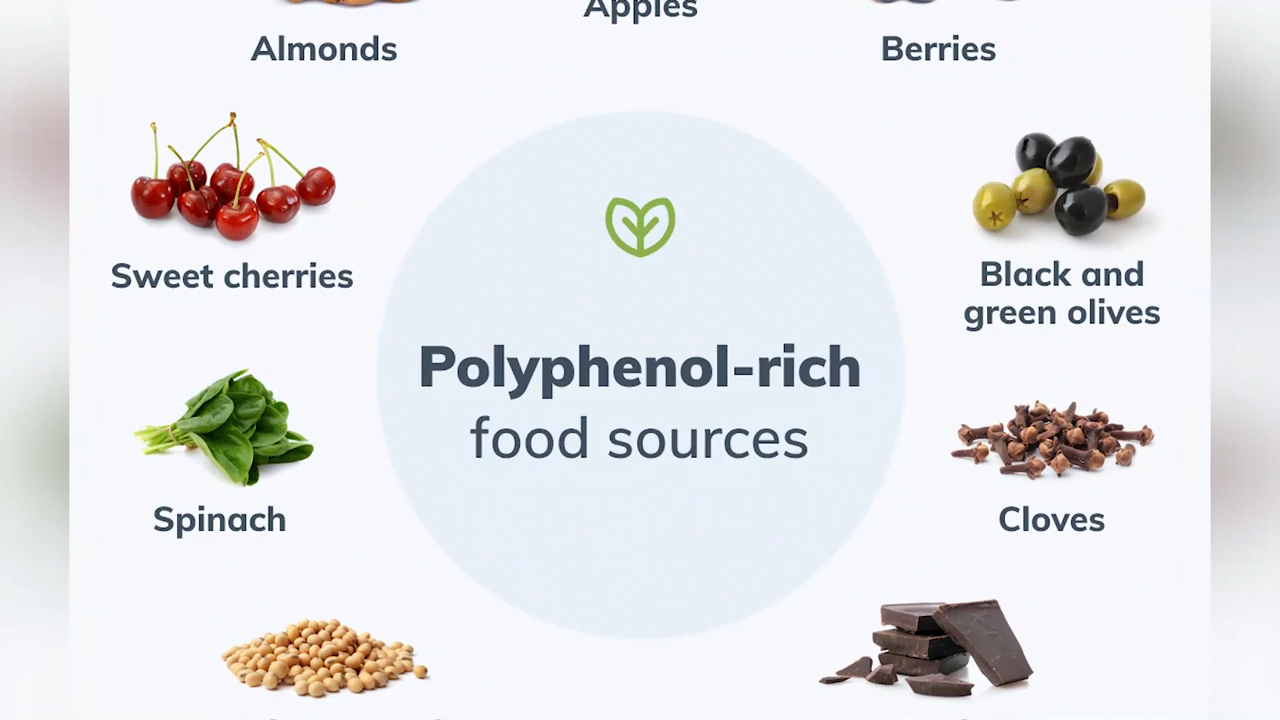 Apples
Almonds
Berries
Sweet cherries
Black and
green olives
Polyphenol-rich
food sources
Spinach
Cloves